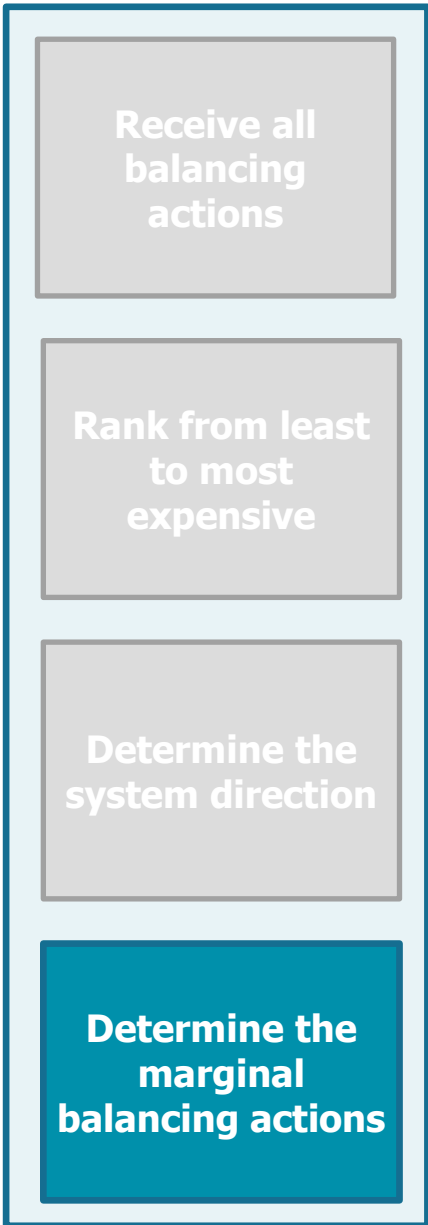 Receive all
balancing
actions
Rank from least
to most
expensive
Determine the
system direction
Determine the
marginal
balancing actions